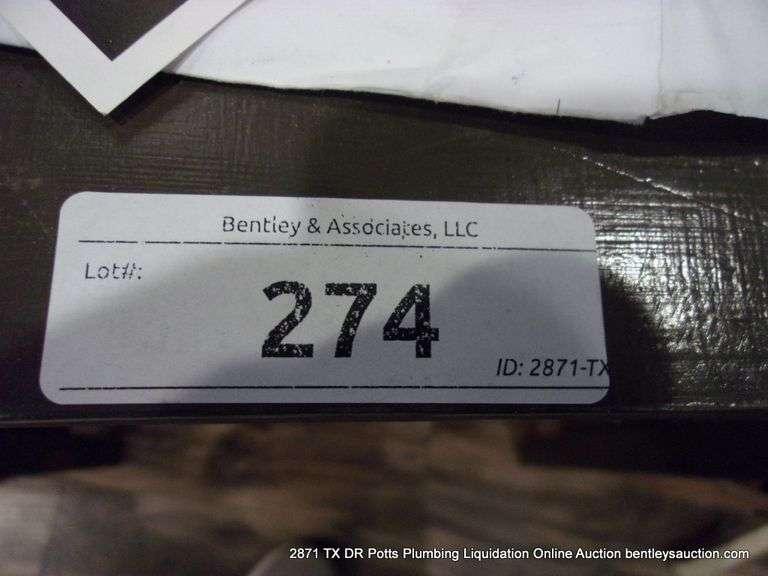 Bentley & Associates, LLC
Lot#:
274
ID: 2871-TX
2871 TX DR Potts Plumbing Liquidation Online Auction bentleysauction.com